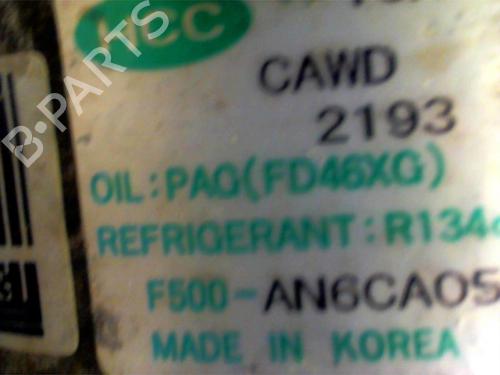 HCC
CAWD
2193
OIL: PAG(FD46XG)
REFRIGERANT: R134
F500-AN6CA05
MADE IN KOREA
B-PARTS